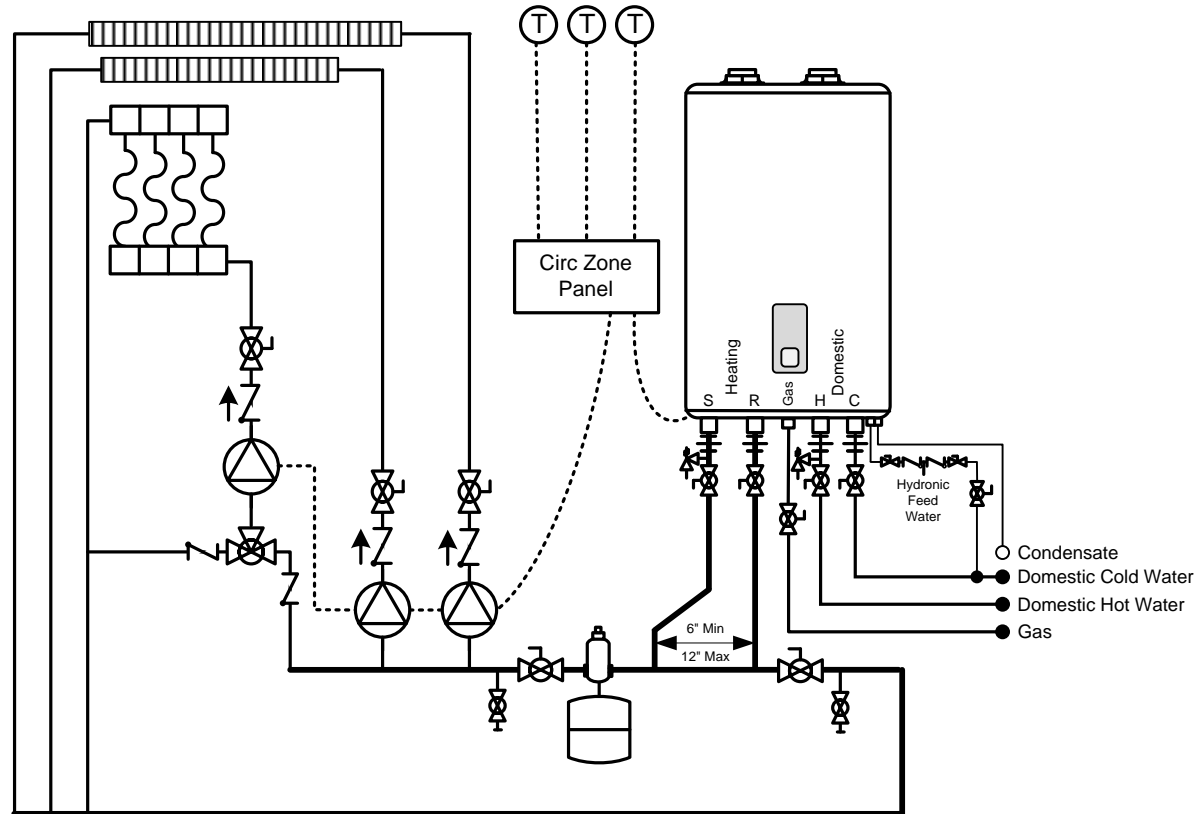 T T T
Circ Zone
Panel
Heating
Gas
Domestic
S R H C
Hydronic
Feed
Water
Condensate
Domestic Cold Water
Domestic Hot Water
Gas
6" Min
12" Max